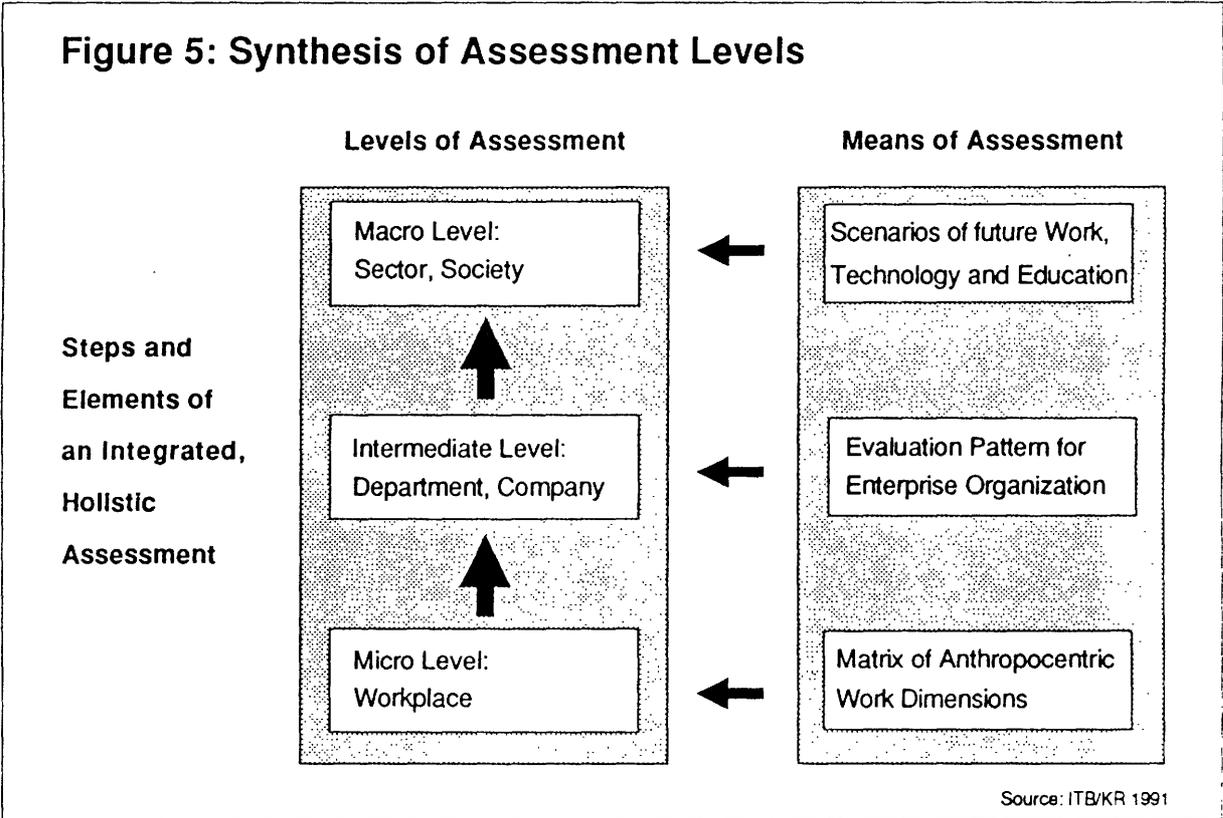 Figure 5: Synthesis of Assessment Levels
Levels of Assessment
Means of Assessment
Steps and
Elements of
an Integrated,
Holistic
Assessment
Macro Level:
Sector, Society
Intermediate Level:
Department, Company
Micro Level:
Workplace
Scenarios of future Work,
Technology and Education
Evaluation Pattern for
Enterprise Organization
Matrix of Anthropocentric
Work Dimensions
Source: ITB/KR 1991